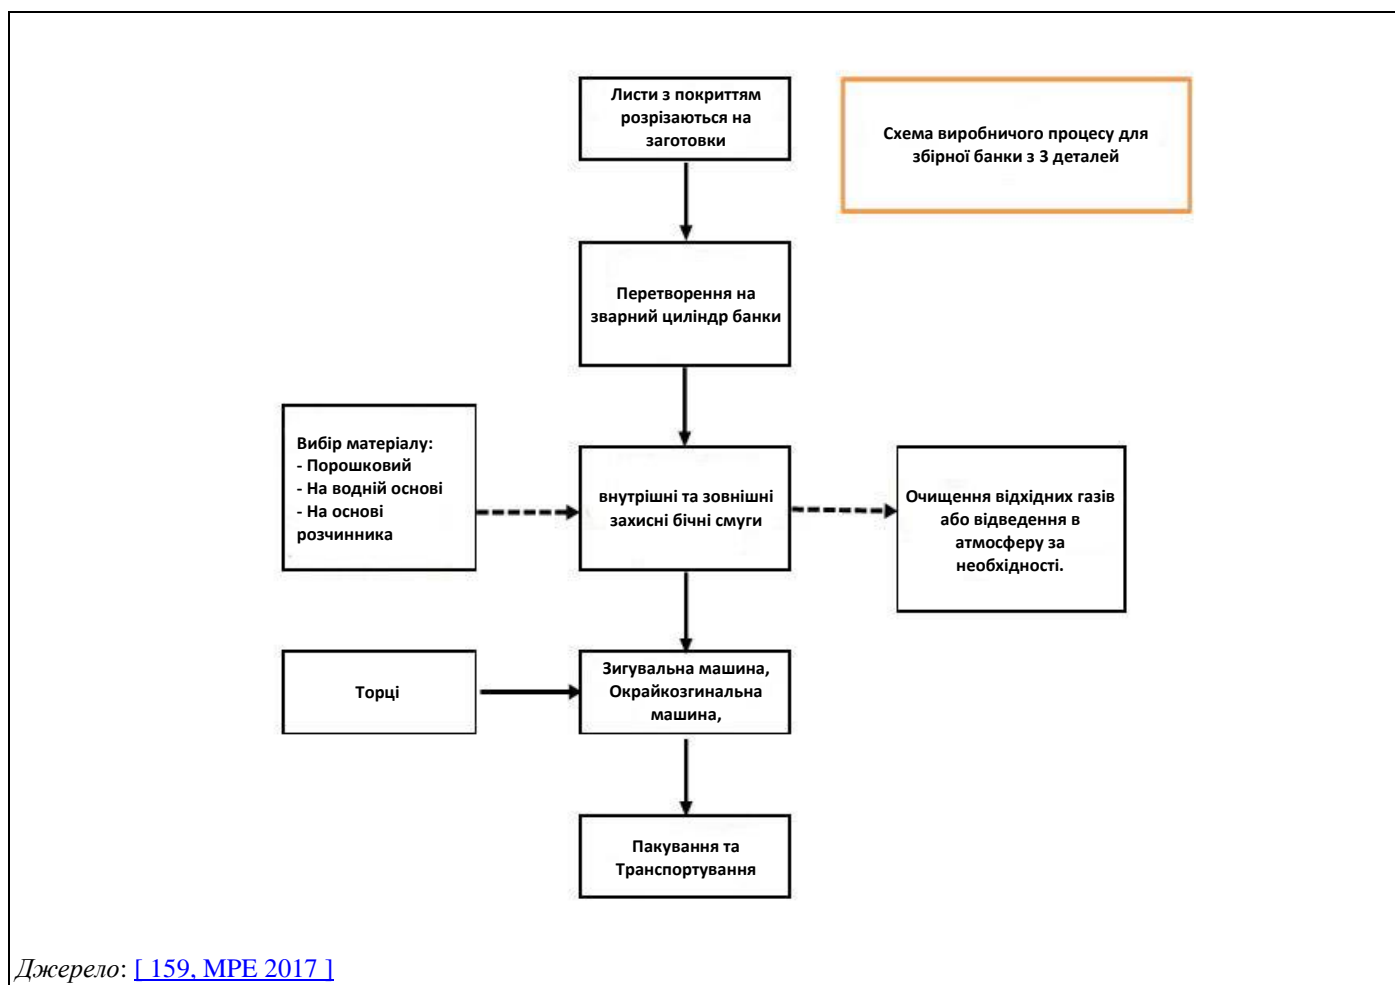 Листи з покриттям
розрізаються на
заготовки
Схема виробничого процесу для
збірної банки з 3 деталей
Перетворення на
зварний циліндр банки
Вибір матеріалу:
- Порошковий
- На водній основі
- На основі
розчинника
внутрішні та зовнішні
захисні бічні смуги
Очищення відхідних газів
або відведення в
атмосферу за
необхідності.
Торці
Зигувальна машина,
Окрайкозгинальна
машина,
Пакування та
Транспортування
Джерело: [ 159, MPE 2017 ]